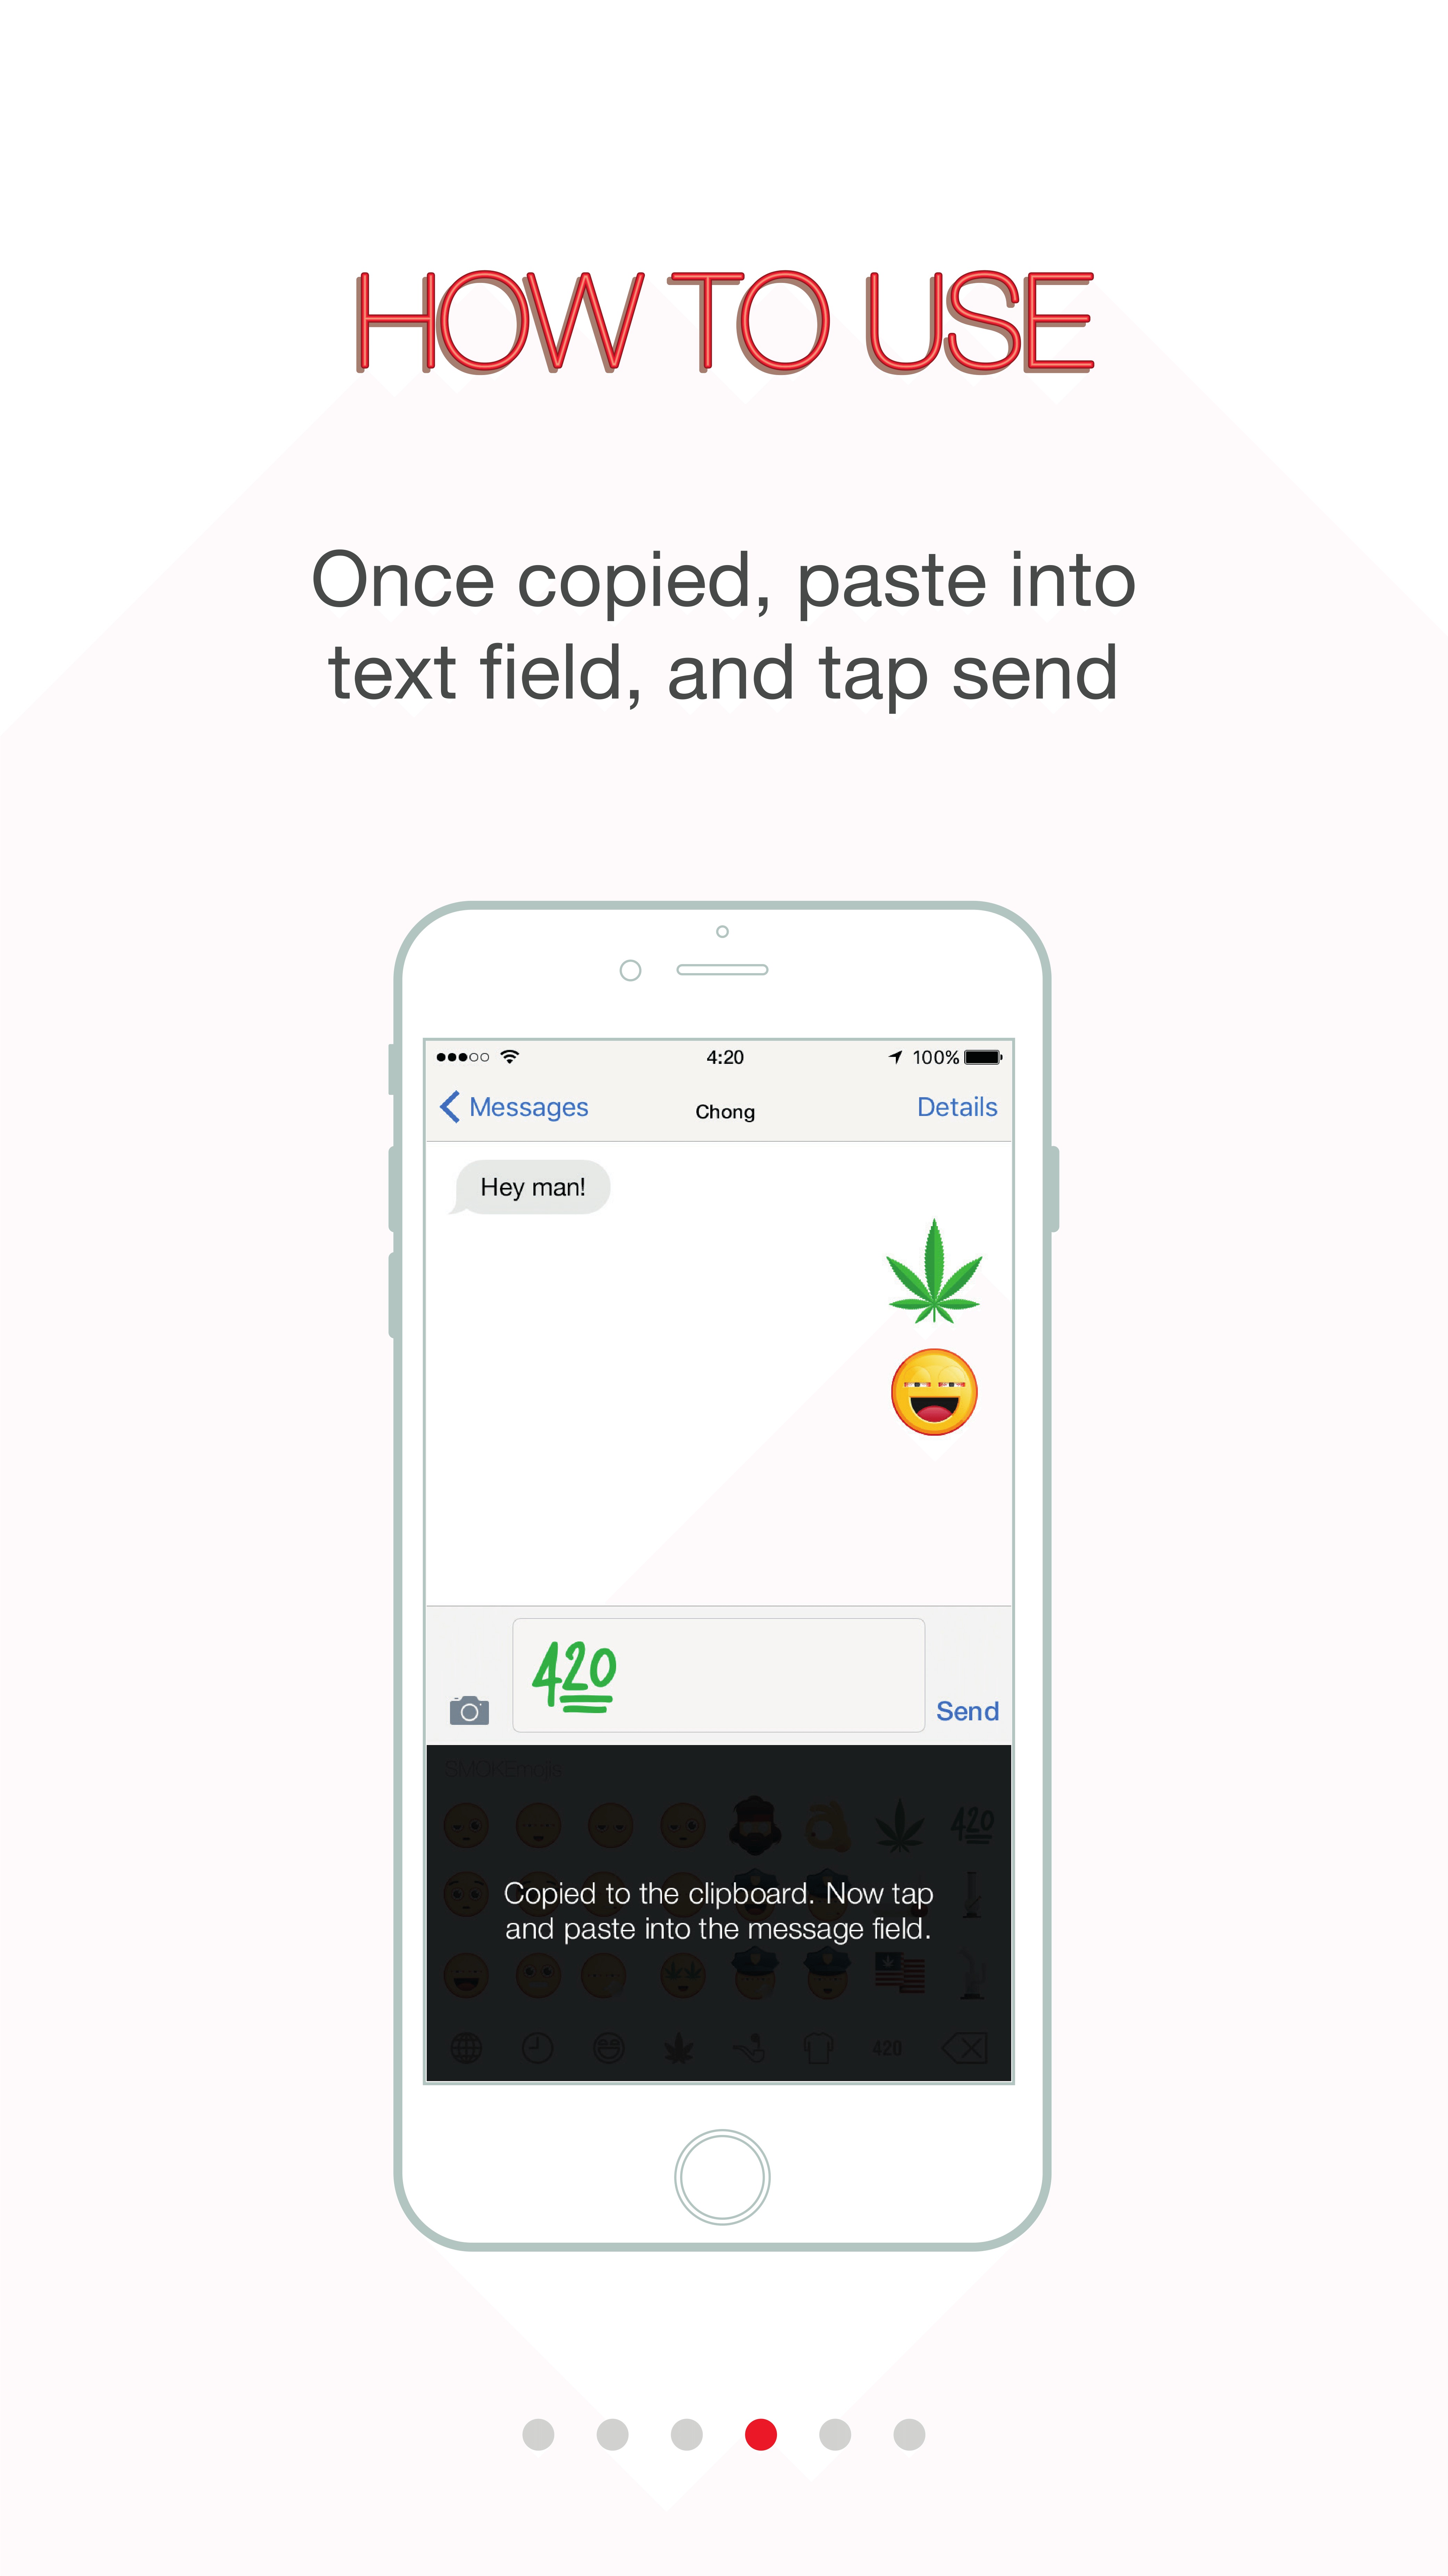 HOW TO USE
Once copied, paste into
text field, and tap send
4:20
100%
Messages
Chong
Details
Hey man!
420
Send
SMOKEmojis
420
Copied to the clipboard. Now tap
and paste into the message field.
420